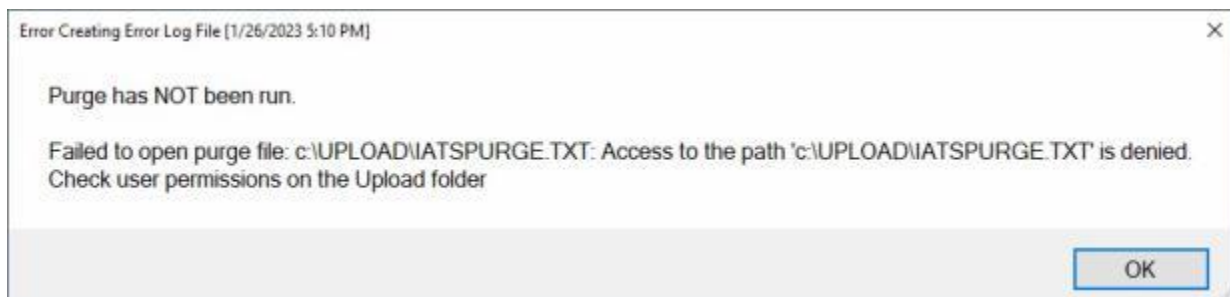 Error Creating Error Log File [1/26/2023 5:10 PM]
Purge has NOT been run.
Failed to open purge file: c:\UPLOAD\IATSPURGE.TXT: Access to the path 'c:\UPLOAD\IATSPURGE.TXT' is denied.
Check user permissions on the Upload folder
OK